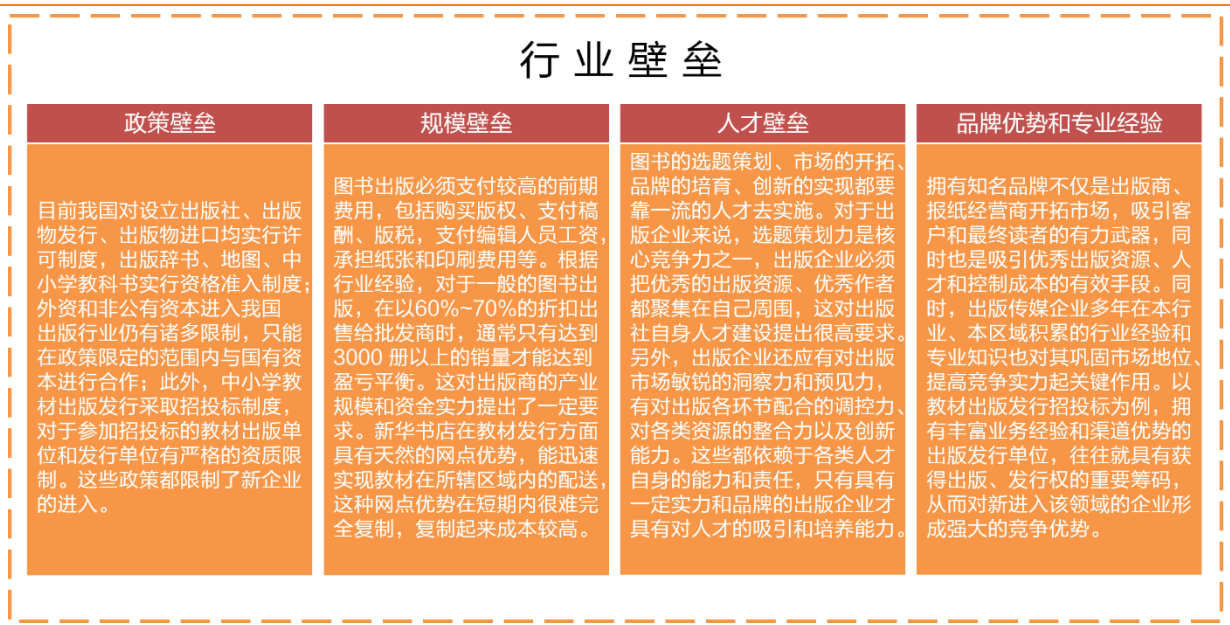 行业壁垒
政策壁垒
目前我国对设立出版社、出版
物发行、出版物进口均实行许
可制度，出版辞书、地图、中
小学教科书实行资格准入制度；
外资和非公有资本进入我国
出版行业仍有诸多限制，只能
在政策限定的范围内与国有资
本进行合作；此外，中小学教
材出版发行采取招投标制度，
对于参加招投标的教材出版单
位和发行单位有严格的资质限
制。这些政策都限制了新企业
的进入。
规模壁垒
图书出版必须支付较高的前期
费用，包括购买版权、支付稿
酬、版税，支付编辑人员工资，
承担纸张和印刷费用等。根据
行业经验，对于一般的图书出
版，在以60%~70%的折扣出
售给批发商时，通常只有达到
3000 册以上的销量才能达到
盈亏平衡。这对出版商的产业
规模和资金实力提出了一定要
求。新华书店在教材发行方面
具有天然的网点优势，能迅速
实现教材在所辖区域内的配送，
这种网点优势在短期内很难完
全复制，复制起来成本较高。
人才壁垒
图书的选题策划、市场的开拓、
品牌的培育、创新的实现都要
靠一流的人才去实施。对于出
版企业来说，选题策划力是核
心竞争力之一，出版企业必须
把优秀的出版资源、优秀作者
都聚集在自己周围，这对出版
社自身人才建设提出很高要求。
另外，出版企业还应有对出版
市场敏锐的洞察力和预见力，
有对出版各环节配合的调控力、
对各类资源的整合力以及创新
能力。这些都依赖于各类人才
自身的能力和责任，只有具有
一定实力和品牌的出版企业才
具有对人才的吸引和培养能力。
品牌优势和专业经验
拥有知名品牌不仅是出版商、
报纸经营商开拓市场，吸引客
户和最终读者的有力武器，同
时也是吸引优秀出版资源、人
才和控制成本的有效手段。同
时，出版传媒企业多年在本行
业、本区域积累的行业经验和
专业知识也对其巩固市场地位、
提高竞争实力起关键作用。以
教材出版发行招投标为例，拥
有丰富业务经验和渠道优势的
出版发行单位，往往就具有获
得出版、发行权的重要筹码，
从而对新进入该领域的企业形
成强大的竞争优势。